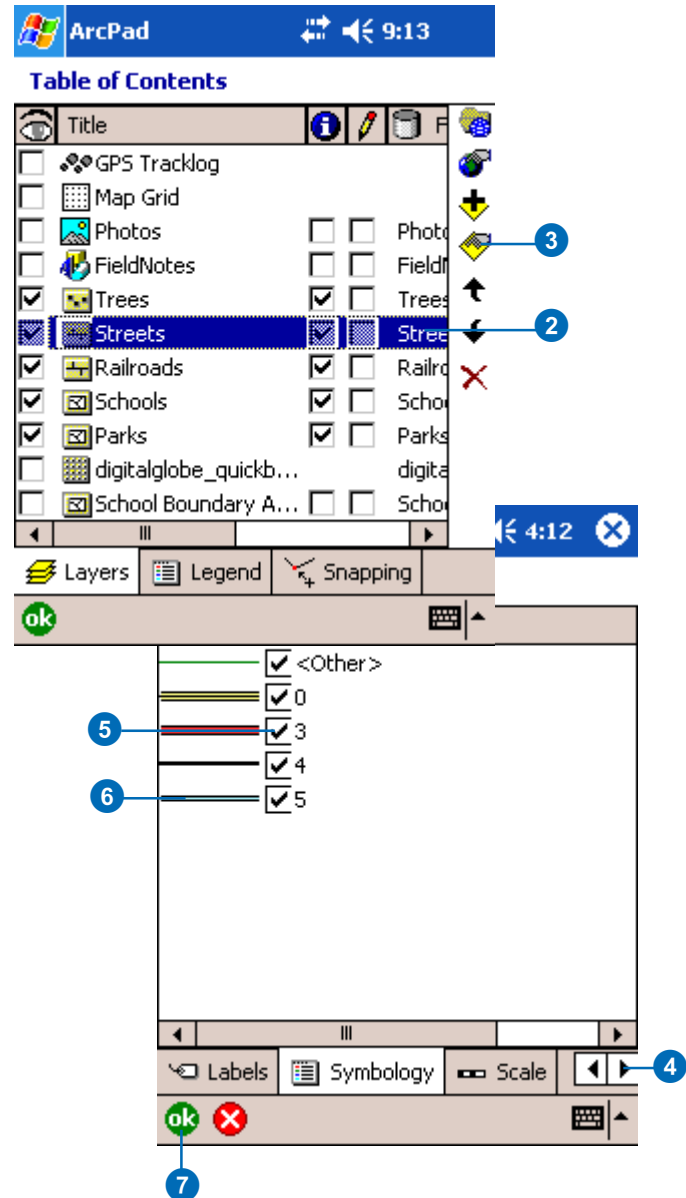 ArcPad 9:13
Table of Contents
Title F
GPS Tracklog
Map Grid
Photos Photo
FieldNotes Field
3
Trees Trees
Streets Stree
2
Railroads Railro
Schools Schoo
Parks Parks
digitalglobe_quickb... digita
School Boundary A... Schoo
4:12
Layers Legend Snapping
ok
<Other>
0
5 3
4
6 5
4
Labels Symbology Scale
ok
7